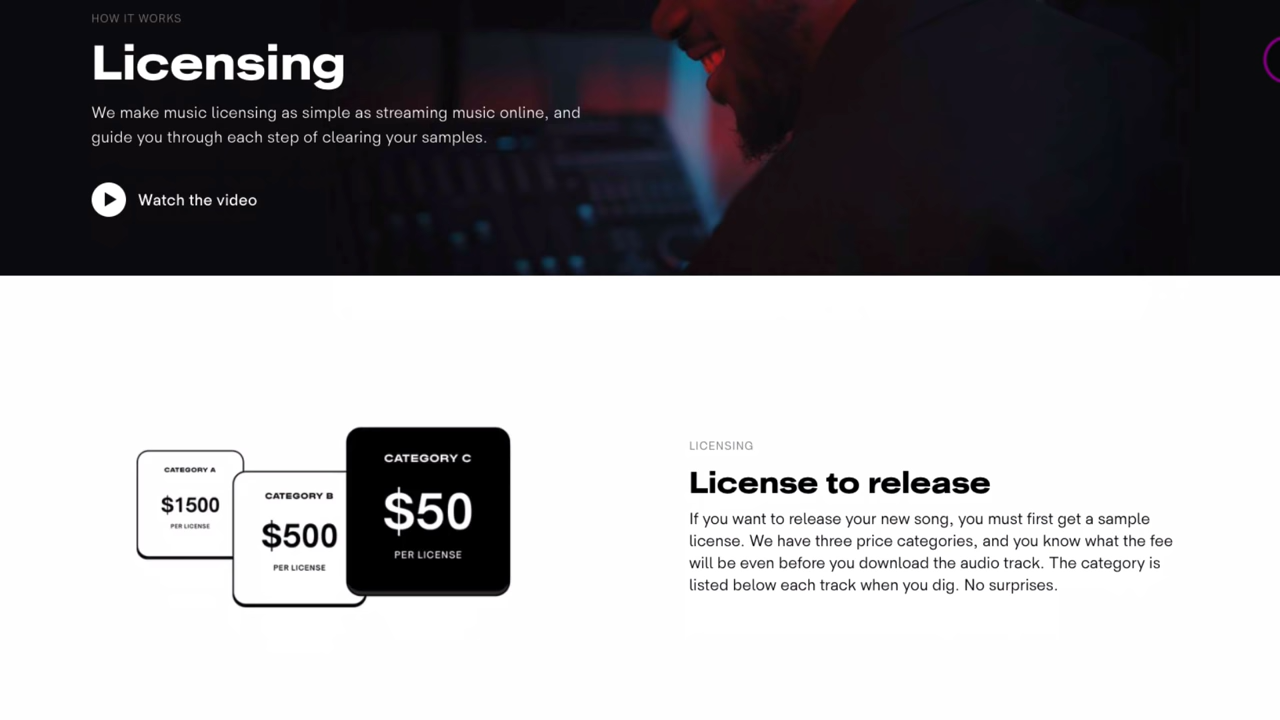 HOW IT WORKS
Licensing
We make music licensing as simple as streaming music online, and
guide you through each step of clearing your samples.
Watch the video
CATEGORY A
$1500
PER LICENSE
CATEGORY B
$500
PER LICENSE
CATEGORY C
$50
PER LICENSE
LICENSING
License to release
If you want to release your new song, you must first get a sample
license. We have three price categories, and you know what the fee
will be even before you download the audio track. The category is
listed below each track when you dig. No surprises.